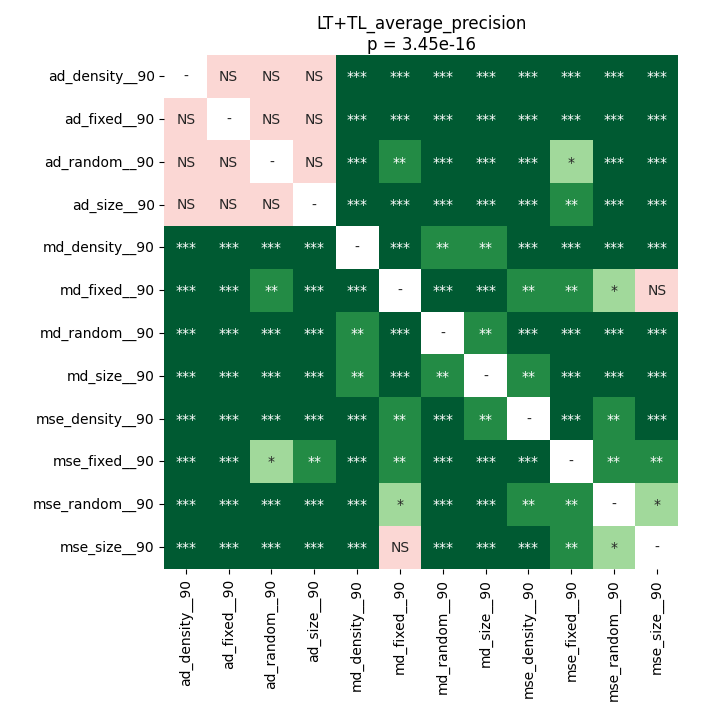 LT+TL_average_precision
p = 3.45e-16
ad_density__90 - NS NS NS *** *** *** *** *** *** *** ***
ad_fixed__90 NS - NS NS *** *** *** *** *** *** *** ***
ad_random__90 NS NS - NS *** ** *** *** *** * *** ***
ad_size__90 NS NS NS - *** *** *** *** *** ** *** ***
md_density__90 *** *** *** *** - *** ** ** *** *** *** ***
md_fixed__90 *** *** ** *** *** - *** *** ** ** * NS
md_random__90 *** *** *** *** ** *** - ** *** *** *** ***
md_size__90 *** *** *** *** ** *** ** - ** *** *** ***
mse_density__90 *** *** *** *** *** ** *** ** - *** ** ***
mse_fixed__90 *** *** * ** *** ** *** *** *** - ** **
mse_random__90 *** *** *** *** *** * *** *** ** ** - *
mse_size__90 *** *** *** *** *** NS *** *** *** ** * -
ad_density__90
ad_fixed__90
ad_random__90
ad_size__90
md_density__90
md_fixed__90
md_random__90
md_size__90
mse_density__90
mse_fixed__90
mse_random__90
mse_size__90